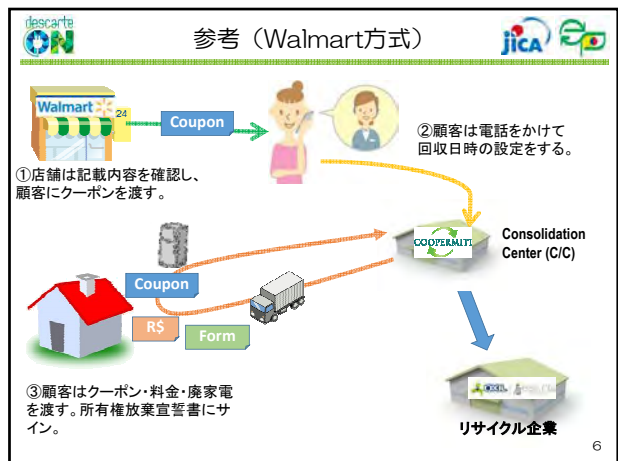 descarte
ON
参考（Walmart方式）
jICA
Walmart
24
Coupon
②顧客は電話をかけて
回収日時の設定をする。
①店舗は記載内容を確認し、
顧客にクーポンを渡す。
COOPERMITI
Consolidation
Center (C/C)
Coupon
R$
Form
③顧客はクーポン・料金・廃家電
を渡す。所有権放棄宣誓書にサ
イン。
リサイクル企業
6